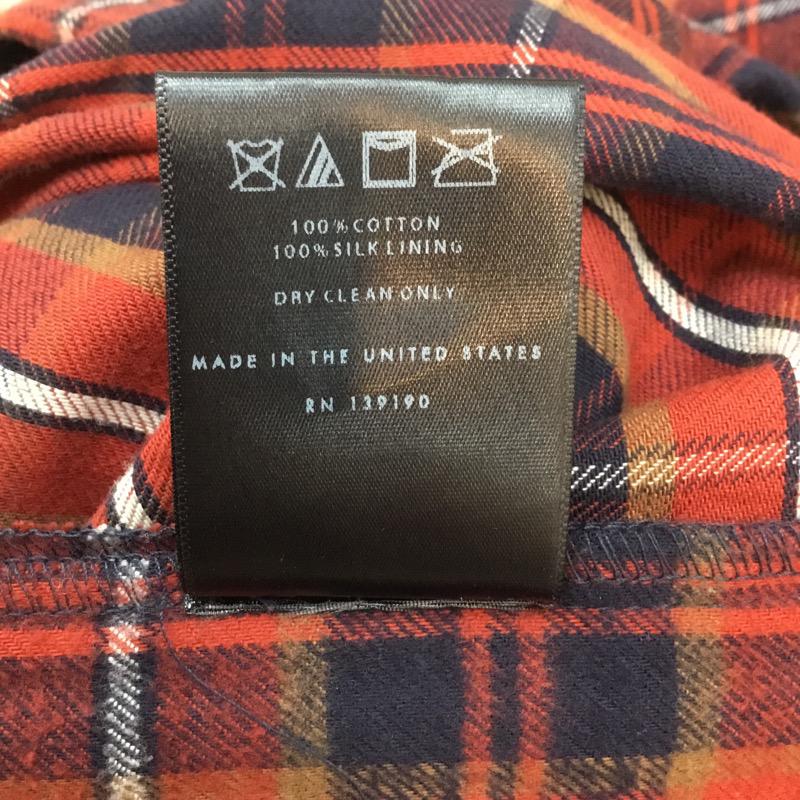 100% COTTON
100% SILK LINING
DRY CLEAN ONLY
MADE IN THE UNITED STATES
RN 139190